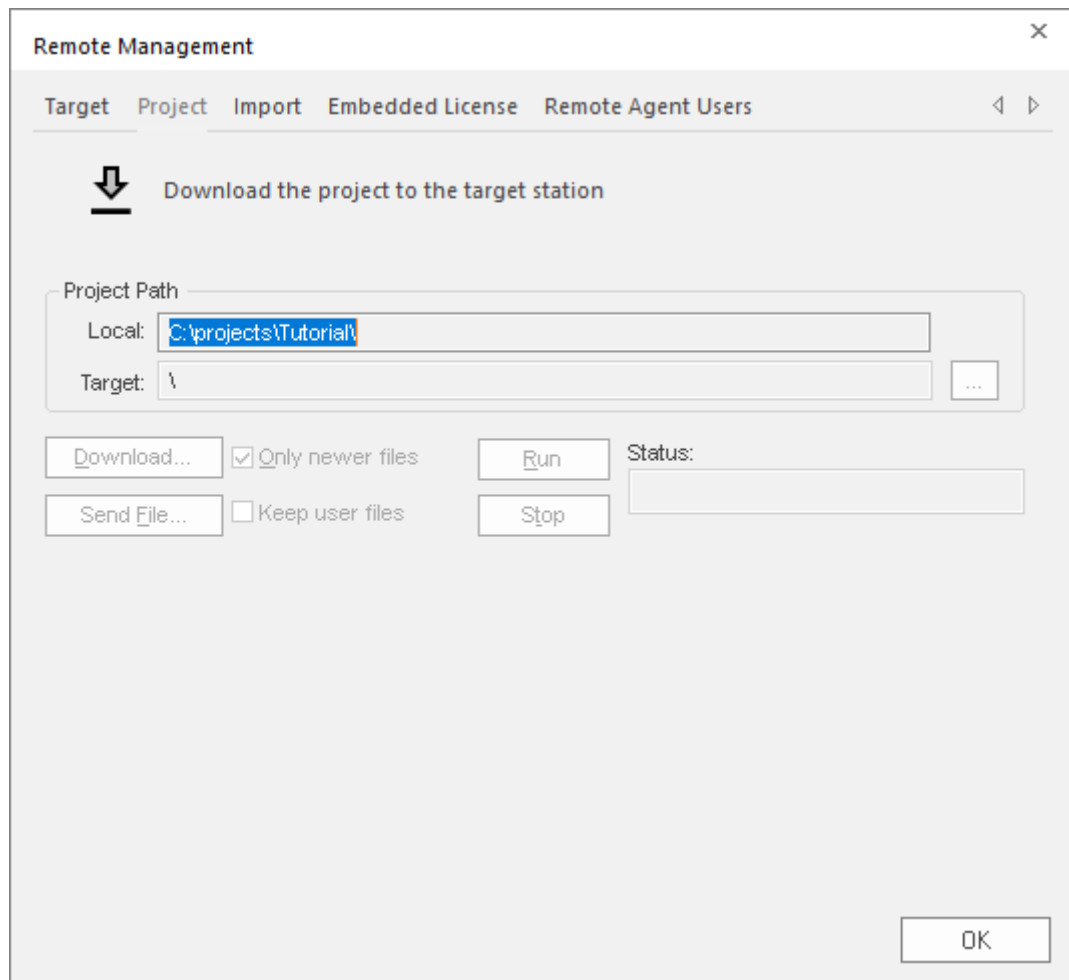 Remote Management
Target Project Import Embedded License Remote Agent Users
Download the project to the target station
Project Path
Local: C:\projects\Tutorial\
Target: \ ...
Download... Only newer files Run Status:
Send File... Keep user files Stop
OK